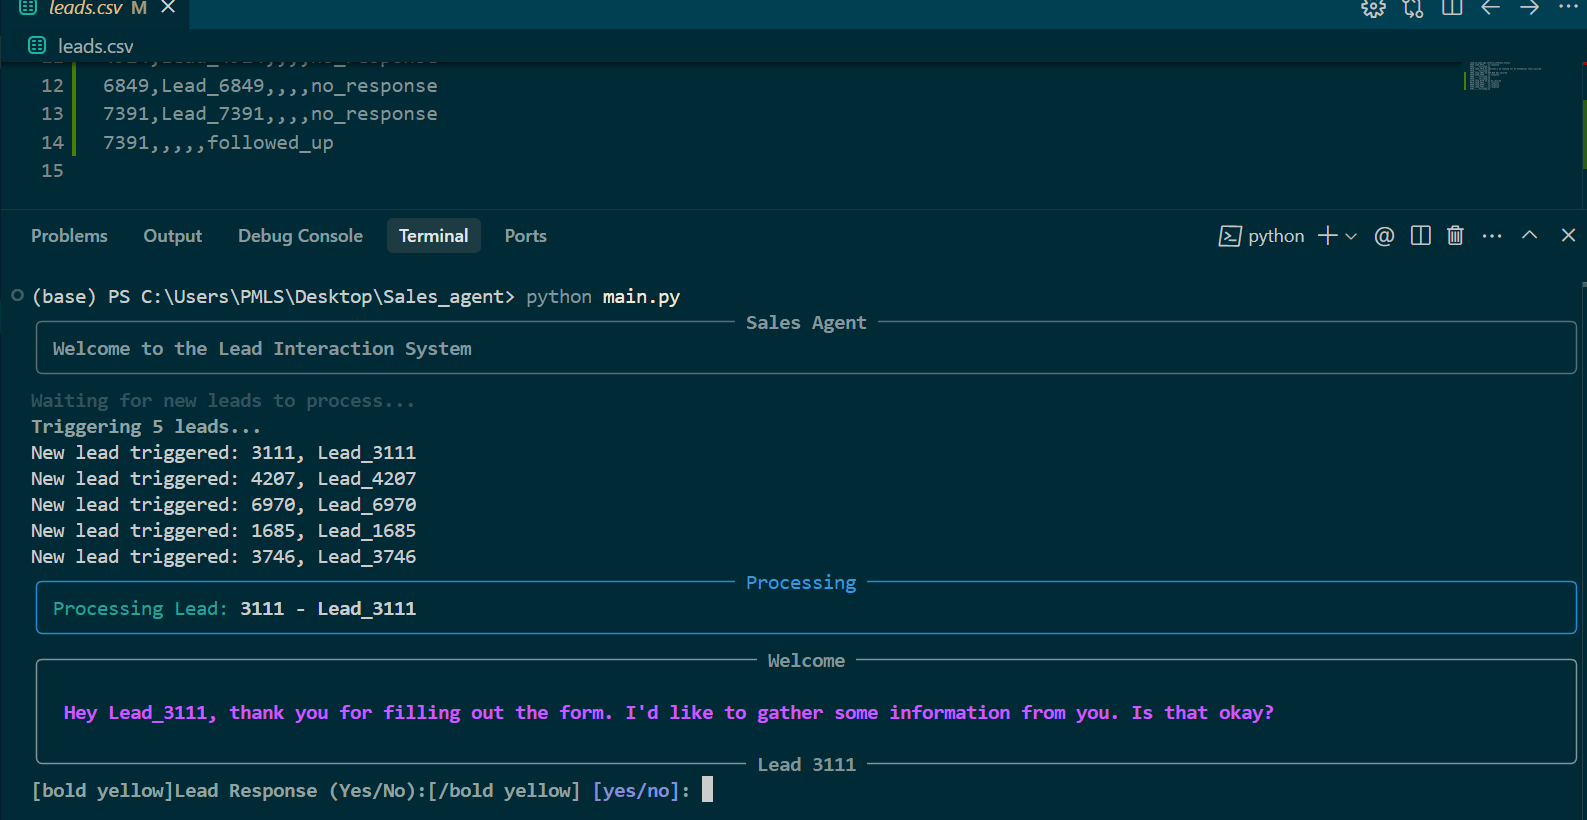 leads.csv M
leads.csv
12 6849,Lead_6849,,,,no_response
13 7391,Lead_7391,,,,no_response
14 7391,,,,,followed_up
15
Problems Output Debug Console Terminal Ports python
(base) PS C:\Users\PMLS\Desktop\Sales_agent> python main.py
Sales Agent
Welcome to the Lead Interaction System
Waiting for new leads to process...
Triggering 5 leads...
New lead triggered: 3111, Lead_3111
New lead triggered: 4207, Lead_4207
New lead triggered: 6970, Lead_6970
New lead triggered: 1685, Lead_1685
New lead triggered: 3746, Lead_3746
Processing
Processing Lead: 3111 - Lead_3111
Welcome
Hey Lead_3111, thank you for filling out the form. I'd like to gather some information from you. Is that okay?
Lead 3111
[bold yellow]Lead Response (Yes/No):[/bold yellow] [yes/no]: